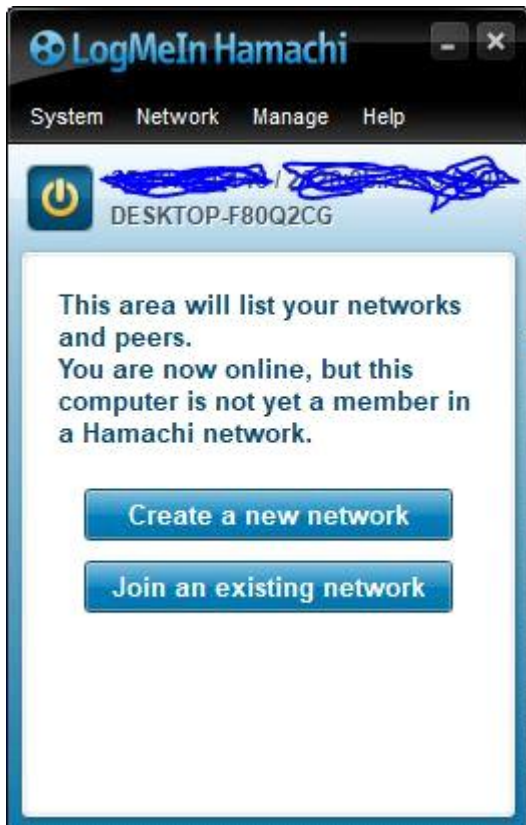 LogMeIn Hamachi
System Network Manage Help
DESKTOP-F80Q2CG
This area will list your networks
and peers.
You are now online, but this
computer is not yet a member in
a Hamachi network.
Create a new network
Join an existing network